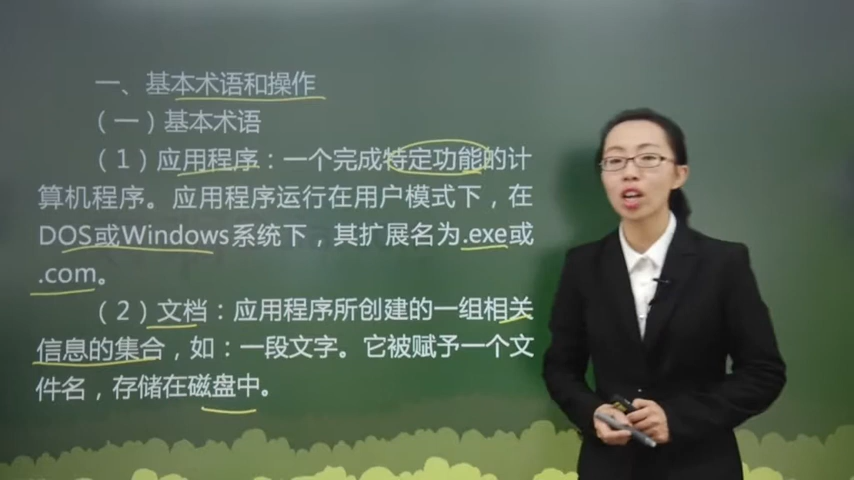 一、基本术语和操作
（一）基本术语
（1）应用程序：一个完成特定功能的计
算机程序。应用程序运行在用户模式下，在
DOS或Windows系统下，其扩展名为.exe或
.com。
（2）文档：应用程序所创建的一组相关
信息的集合，如：一段文字。它被赋予一个文
件名，存储在磁盘中。